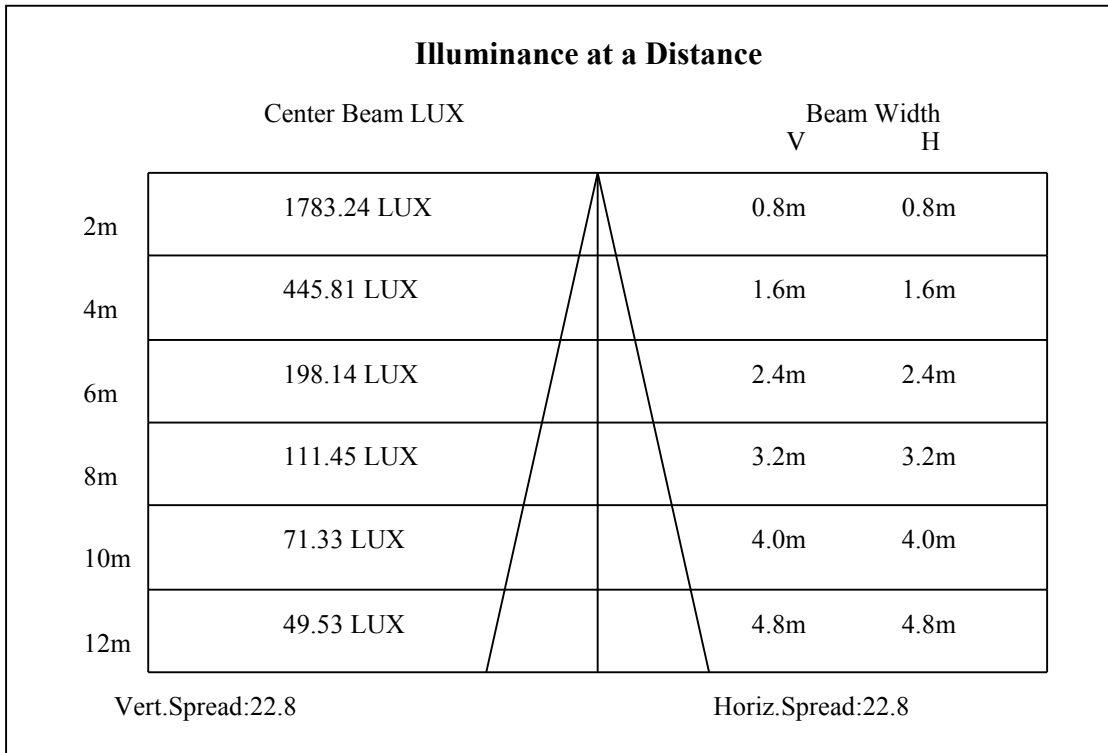 Illuminance at a Distance
Center Beam LUX Beam Width
V H
2m 1783.24 LUX 0.8m 0.8m
4m 445.81 LUX 1.6m 1.6m
6m 198.14 LUX 2.4m 2.4m
8m 111.45 LUX 3.2m 3.2m
10m 71.33 LUX 4.0m 4.0m
12m 49.53 LUX 4.8m 4.8m
Vert.Spread:22.8 Horiz.Spread:22.8